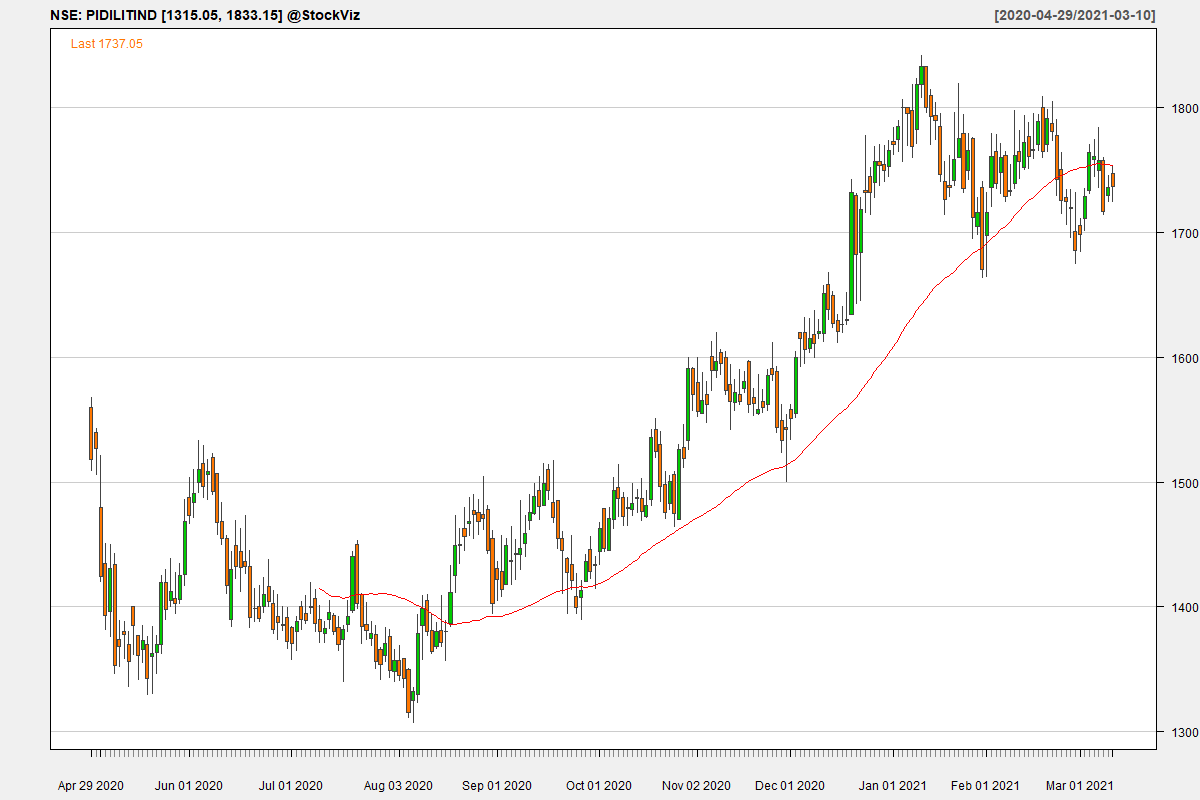 NSE: PIDILITIND [1315.05, 1833.15] @StockViz [2020-04-29/2021-03-10]
Last 1737.05
1800
1700
1600
1500
1400
1300
Apr 29 2020 Jun 01 2020 Jul 01 2020 Aug 03 2020 Sep 01 2020 Oct 01 2020 Nov 02 2020 Dec 01 2020 Jan 01 2021 Feb 01 2021 Mar 01 2021